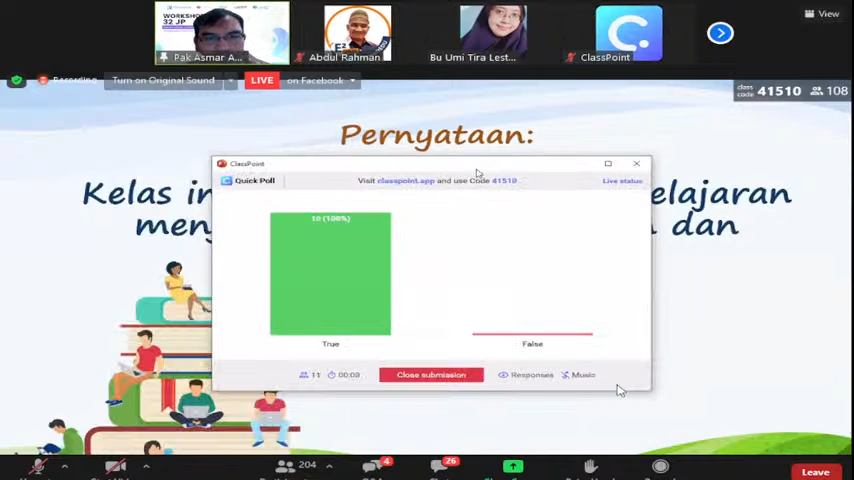 WORKSHOP
32 JP
View
Pak Asmar A...
Abdul Rahman
Bu Umi Tira Lest...
ClassPoint
Recording
Turn on Original Sound
LIVE
on Facebook
class code 41510 108
Pernyataan:
ClassPoint
Quick Poll
Visit classpoint.app and use Code 41510
Live status
Kelas in
elajaran
men
dan
10 (100%)
True
False
11
00:09
Close submission
Responses
Music
204
4
26
Leave